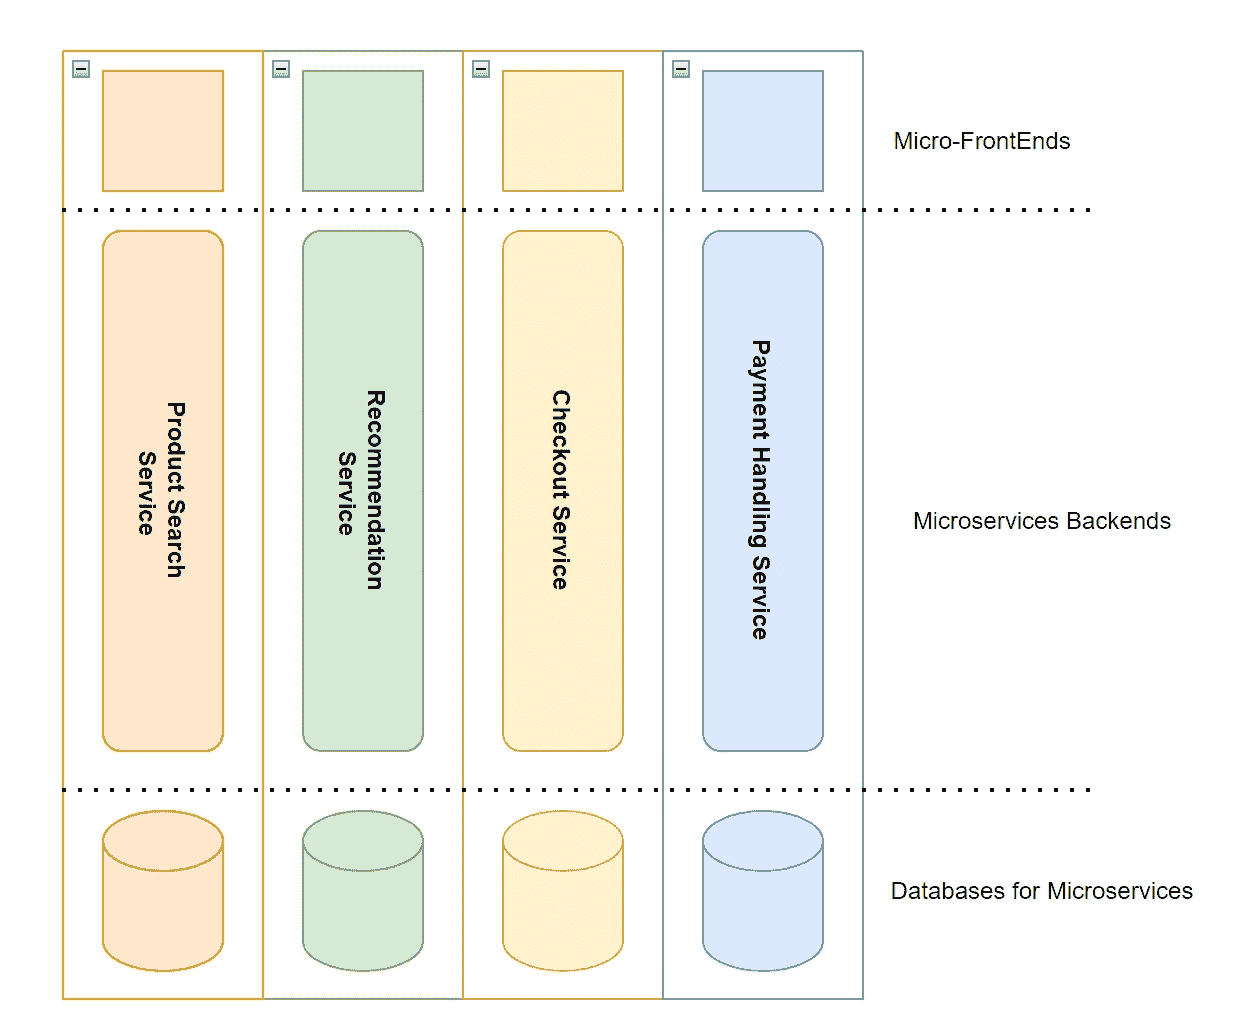 Micro-FrontEnds
Product Search
Service
Recommendation
Service
Checkout Service
Payment Handling Service
Microservices Backends
Databases for Microservices